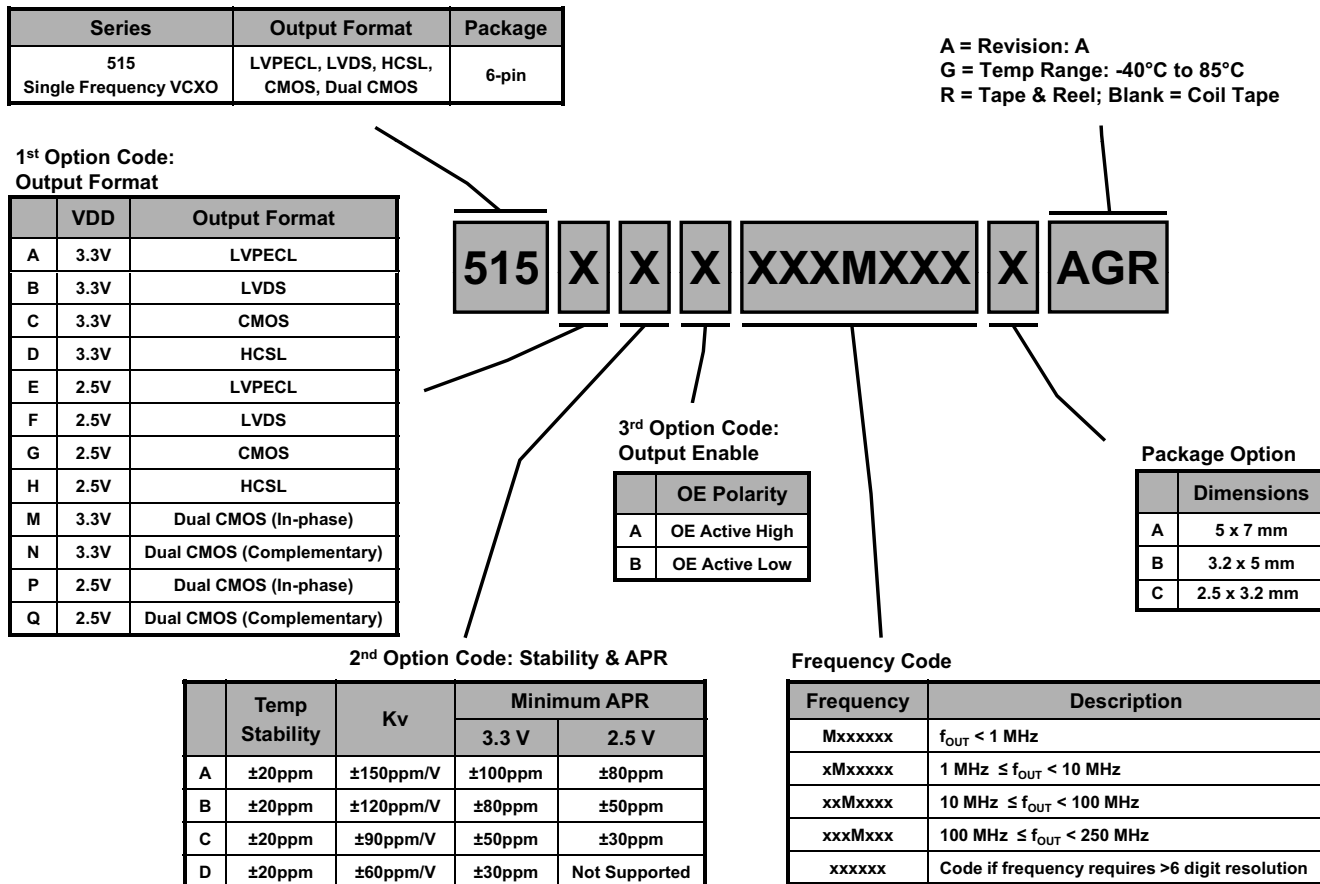 Series Output Format Package
515
Single Frequency VCXO
LVPECL, LVDS, HCSL,
CMOS, Dual CMOS
6-pin
A = Revision: A
G = Temp Range: -40°C to 85°C
R = Tape & Reel; Blank = Coil Tape
1st Option Code:
Output Format
VDD Output Format
A 3.3V LVPECL
B 3.3V LVDS
C 3.3V CMOS
D 3.3V HCSL
E 2.5V LVPECL
F 2.5V LVDS
G 2.5V CMOS
H 2.5V HCSL
M 3.3V Dual CMOS (In-phase)
N 3.3V Dual CMOS (Complementary)
P 2.5V Dual CMOS (In-phase)
Q 2.5V Dual CMOS (Complementary)
515 X X X XXXMXXX X AGR
3rd Option Code:
Output Enable
OE Polarity
A OE Active High
B OE Active Low
Package Option
Dimensions
A 5 x 7 mm
B 3.2 x 5 mm
C 2.5 x 3.2 mm
2nd Option Code: Stability & APR
Temp
Stability
Kv
Minimum APR
3.3 V 2.5 V
A ±20ppm ±150ppm/V ±100ppm ±80ppm
B ±20ppm ±120ppm/V ±80ppm ±50ppm
C ±20ppm ±90ppm/V ±50ppm ±30ppm
D ±20ppm ±60ppm/V ±30ppm Not Supported
Frequency Code
Frequency Description
Mxxxxxx fOUT < 1 MHz
xMxxxxx 1 MHz ≤ fOUT < 10 MHz
xxMxxxx 10 MHz ≤ fOUT < 100 MHz
xxxMxxx 100 MHz ≤ fOUT < 250 MHz
xxxxxx Code if frequency requires >6 digit resolution